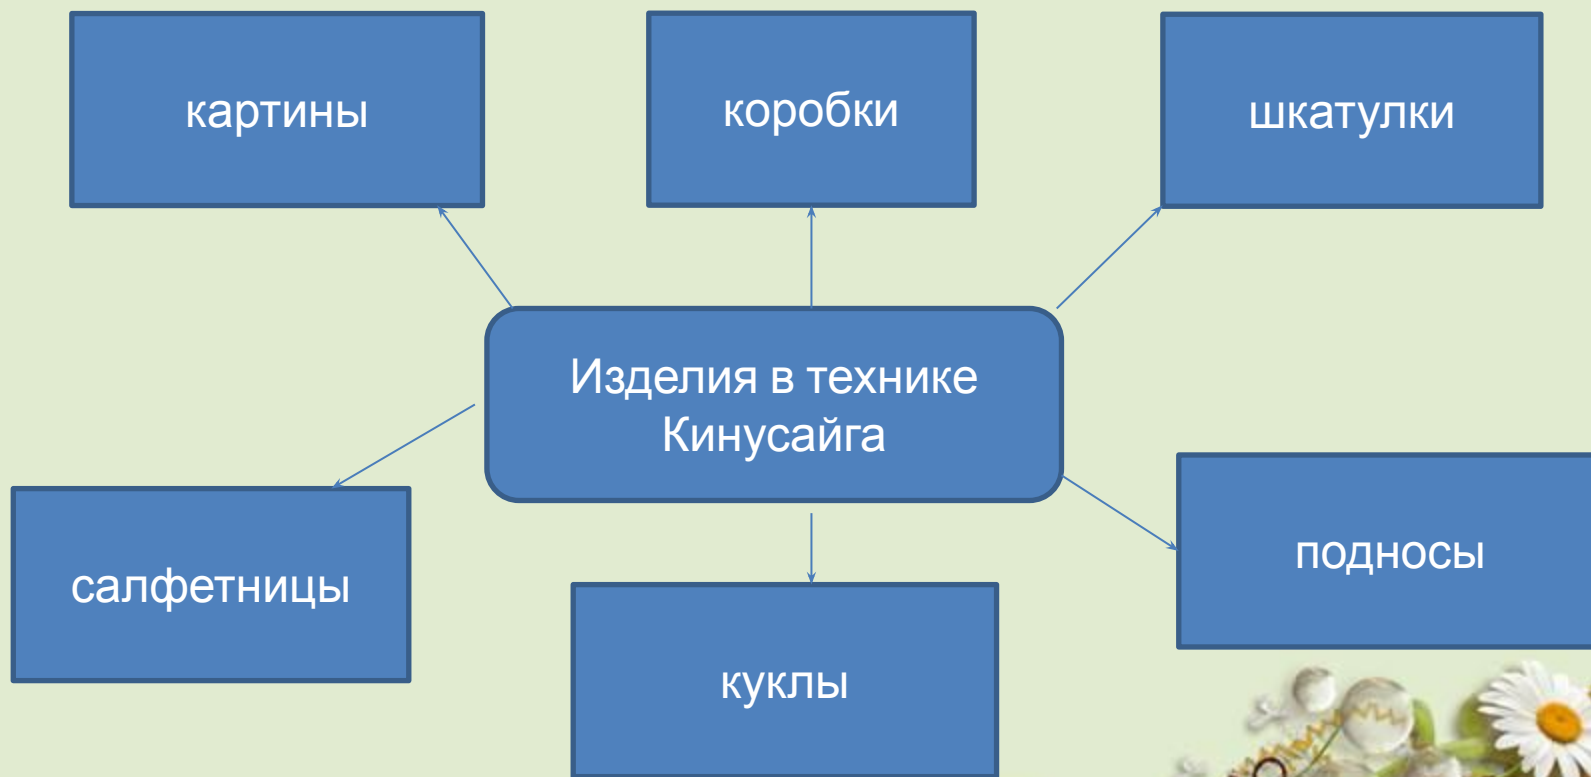 картины
коробки
шкатулки
Изделия в технике
Кинусайга
салфетницы
подносы
куклы